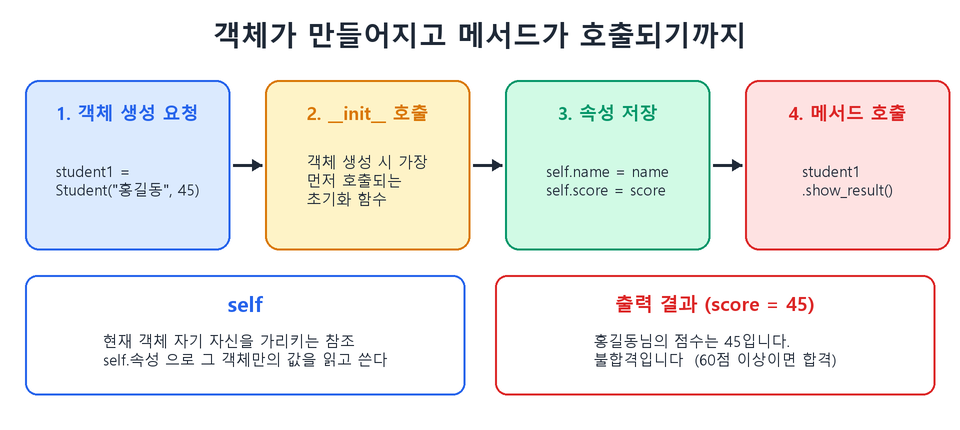 객체가 만들어지고 메서드가 호출되기까지
1. 객체 생성 요청
student1 =
Student("홍길동", 45)
2. __init__ 호출
객체 생성 시 가장
먼저 호출되는
초기화 함수
3. 속성 저장
self.name = name
self.score = score
4. 메서드 호출
student1
.show_result()
self
현재 객체 자기 자신을 가리키는 참조
self.속성 으로 그 객체만의 값을 읽고 쓴다
출력 결과 (score = 45)
홍길동님의 점수는 45입니다.
불합격입니다  (60점 이상이면 합격)